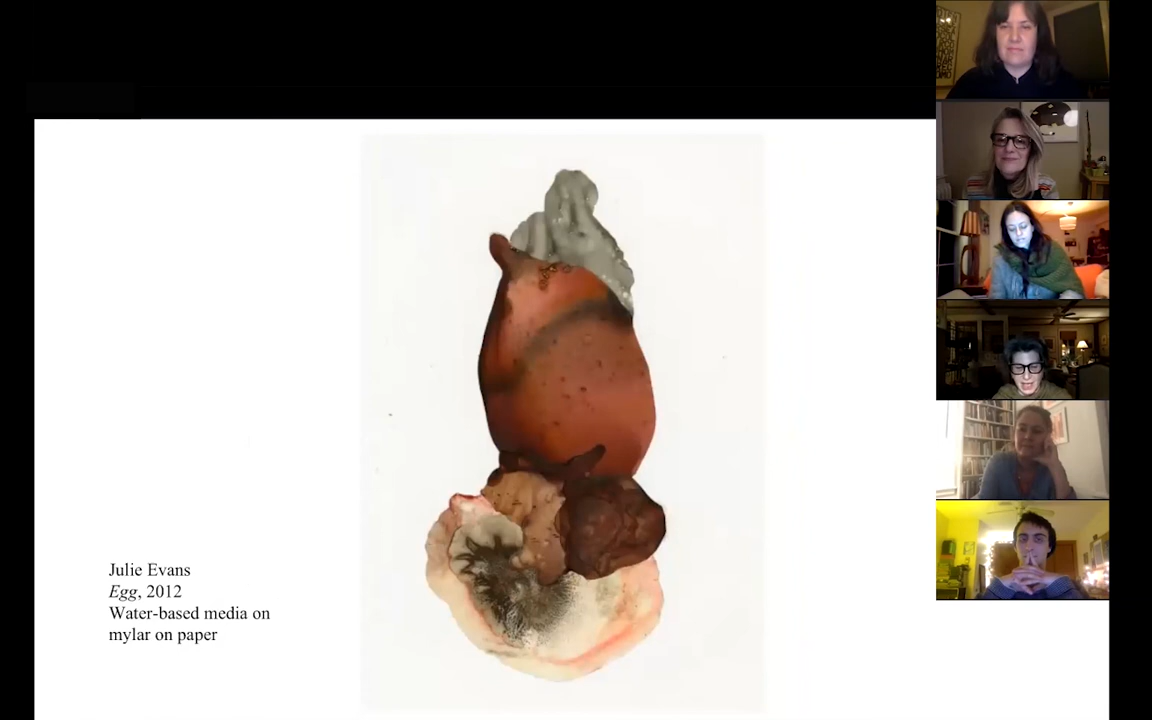 Julie Evans
Egg, 2012
Water-based media on
mylar on paper